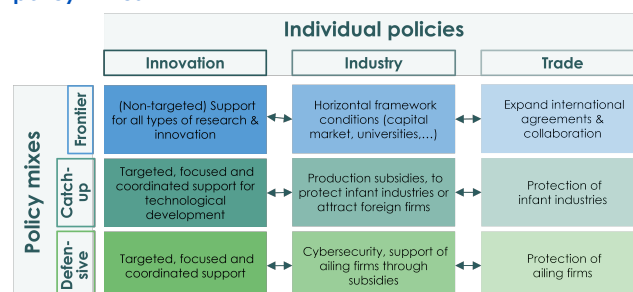 Individual policies
Innovation
Industry
Trade
Policy mixes
Frontier
(Non-targeted) Support
for all types of research &
innovation
Horizontal framework
conditions (capital
market, universities,...)
Expand international
agreements &
collaboration
Catch-
up
Targeted, focused and
coordinated support for
technological
development
Production subsidies, to
protect infant industries or
attract foreign firms
Protection of
infant industries
Defen-
sive
Targeted, focused and
coordinated support
Cybersecurity, support of
ailing firms through
subsidies
Protection of
ailing firms